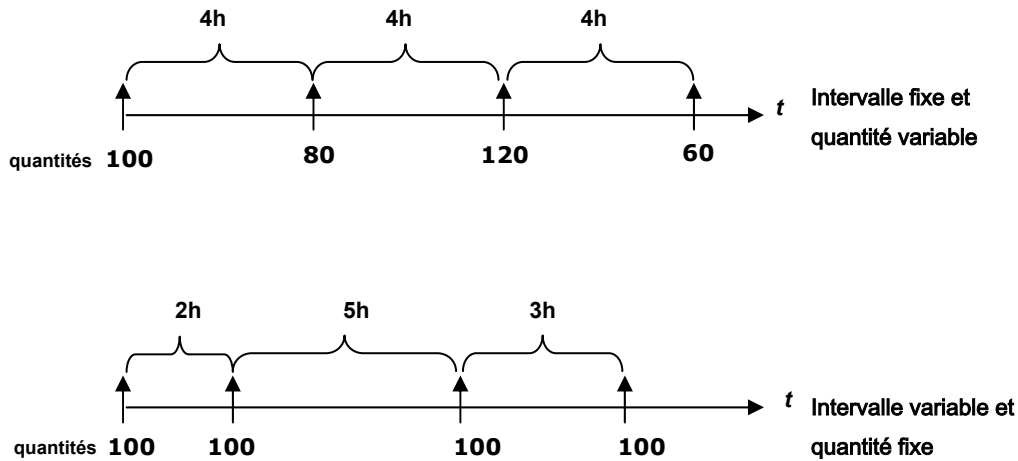 4h 4h 4h
t Intervalle fixe et
quantité variable
quantités 100 80 120 60
2h 5h 3h
t Intervalle variable et
quantité fixe
quantités 100 100 100 100